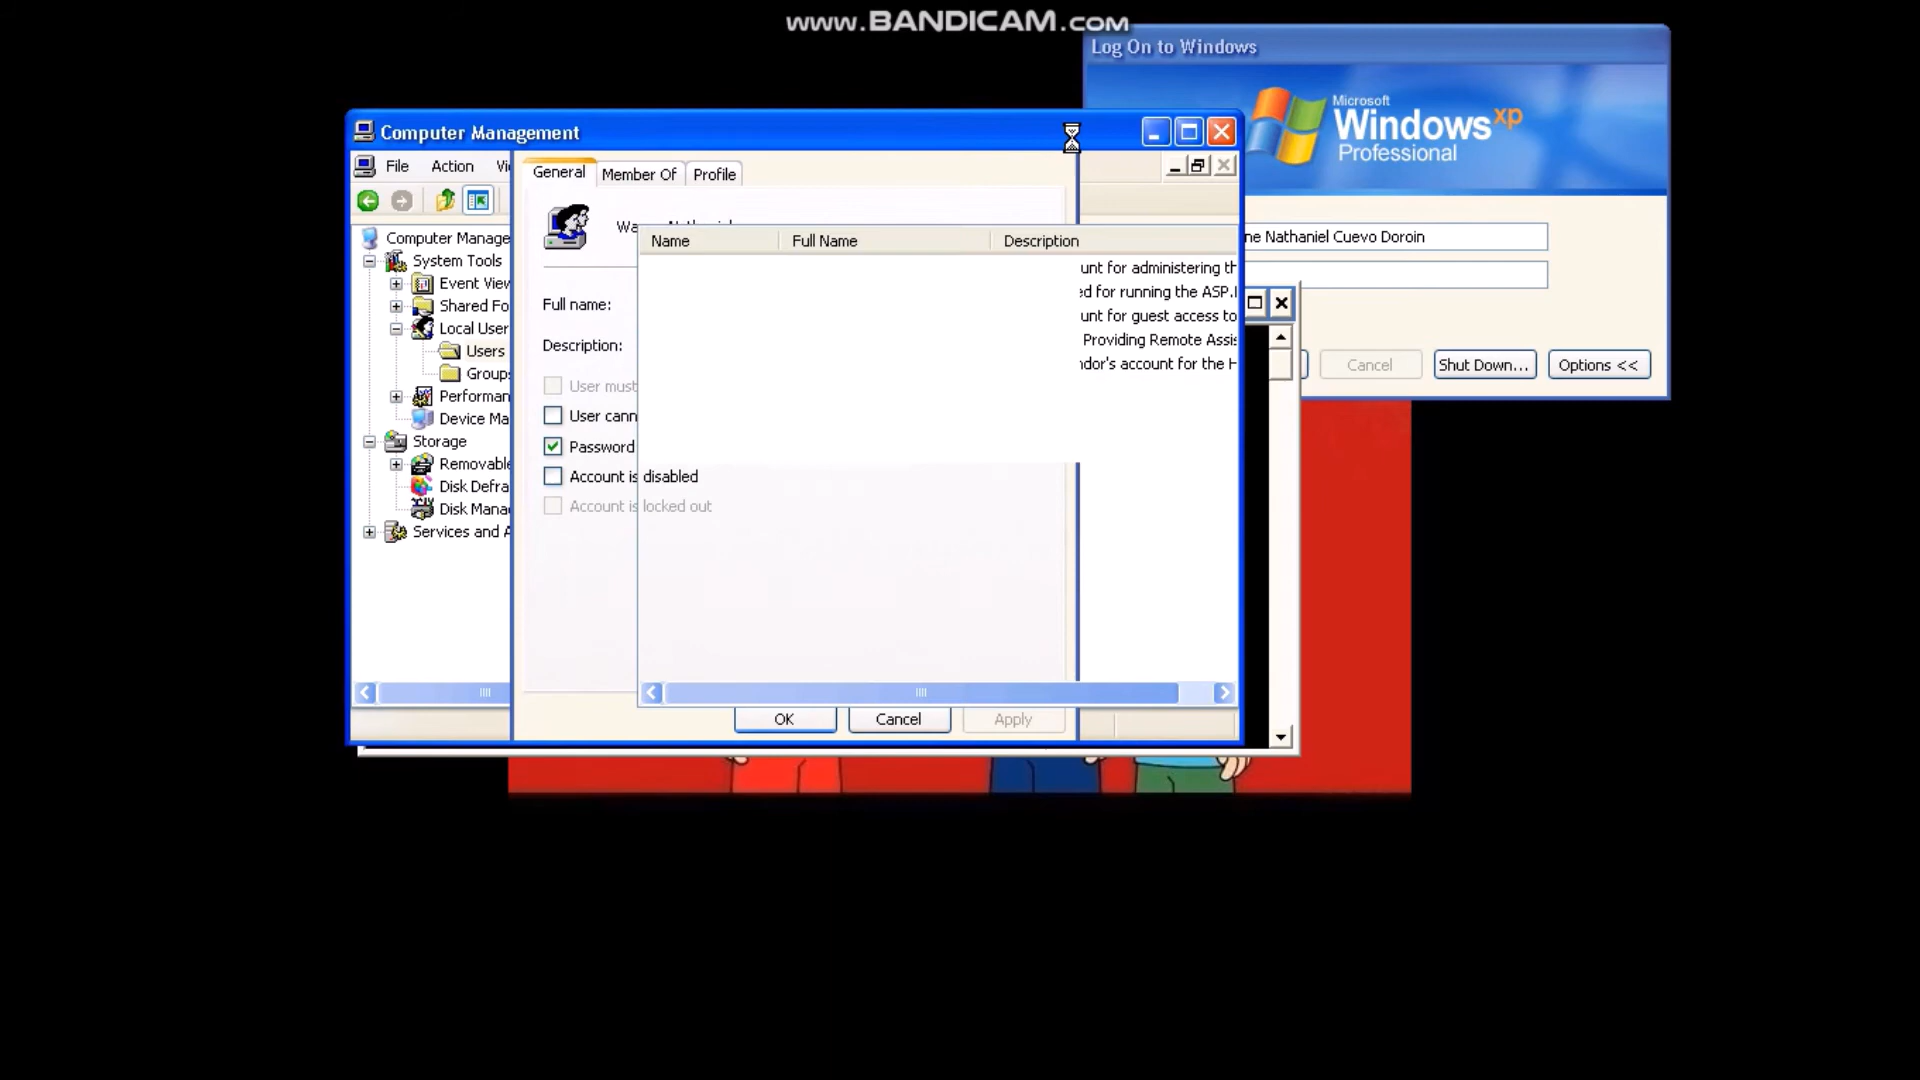 www.BANDICAM.com
Log On to Windows
Microsoft
Windows xp
Professional
Computer Management
File Action
General Member Of Profile
Computer Manage
System Tools
Event View
Shared Fo
Local User
Users
Groups
Performan
Device Ma
Storage
Removable
Disk Defra
Disk Mana
Services and A
Full name:
Description:
User must
User cann
Password
Account is disabled
Account is locked out
Name Full Name Description
unt for administering th
ed for running the ASP.
unt for guest access to
Providing Remote Assis
ndor's account for the H
OK Cancel Apply
ne Nathaniel Cuevo Doroin
Cancel Shut Down... Options <<